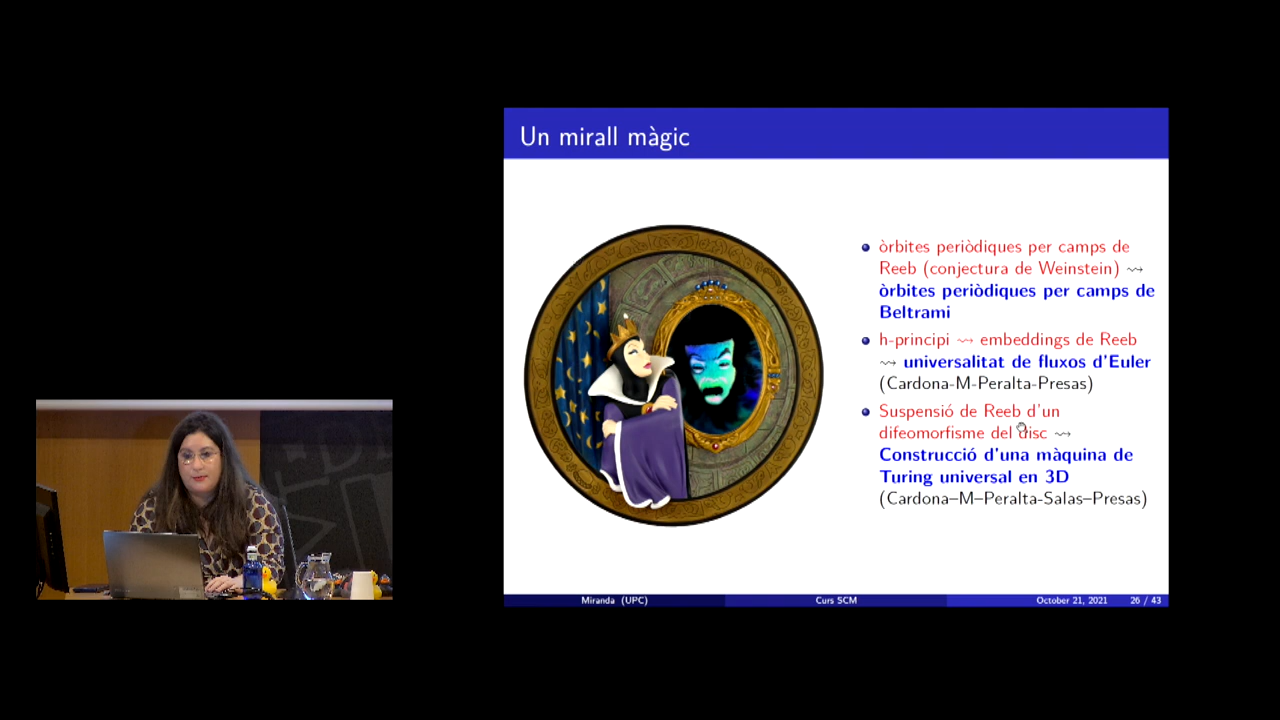 Un mirall màgic
òrbites periòdiques per camps de
Reeb (conjectura de Weinstein) ⇝
òrbites periòdiques per camps de
Beltrami
h-principi ⇝ embeddings de Reeb
⇝ universalitat de fluxos d'Euler
(Cardona-M-Peralta-Presas)
Suspensió de Reeb d'un
difeomorfisme del disc ⇝
Construcció d'una màquina de
Turing universal en 3D
(Cardona–M–Peralta-Salas–Presas)
Miranda (UPC) Curs SCM October 21, 2021 26 / 43